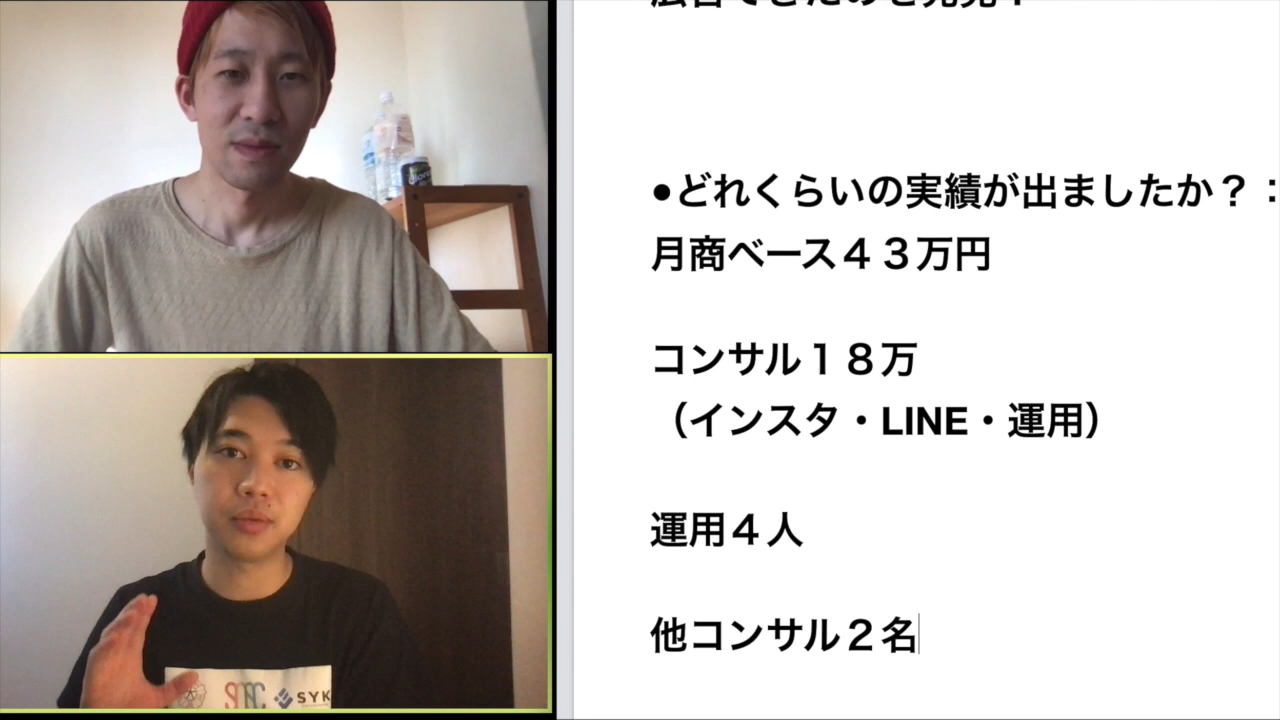 ●どれくらいの実績が出ましたか？：
月商ベース４３万円
コンサル１８万
（インスタ・LINE・運用）
運用４人
他コンサル２名
SYK